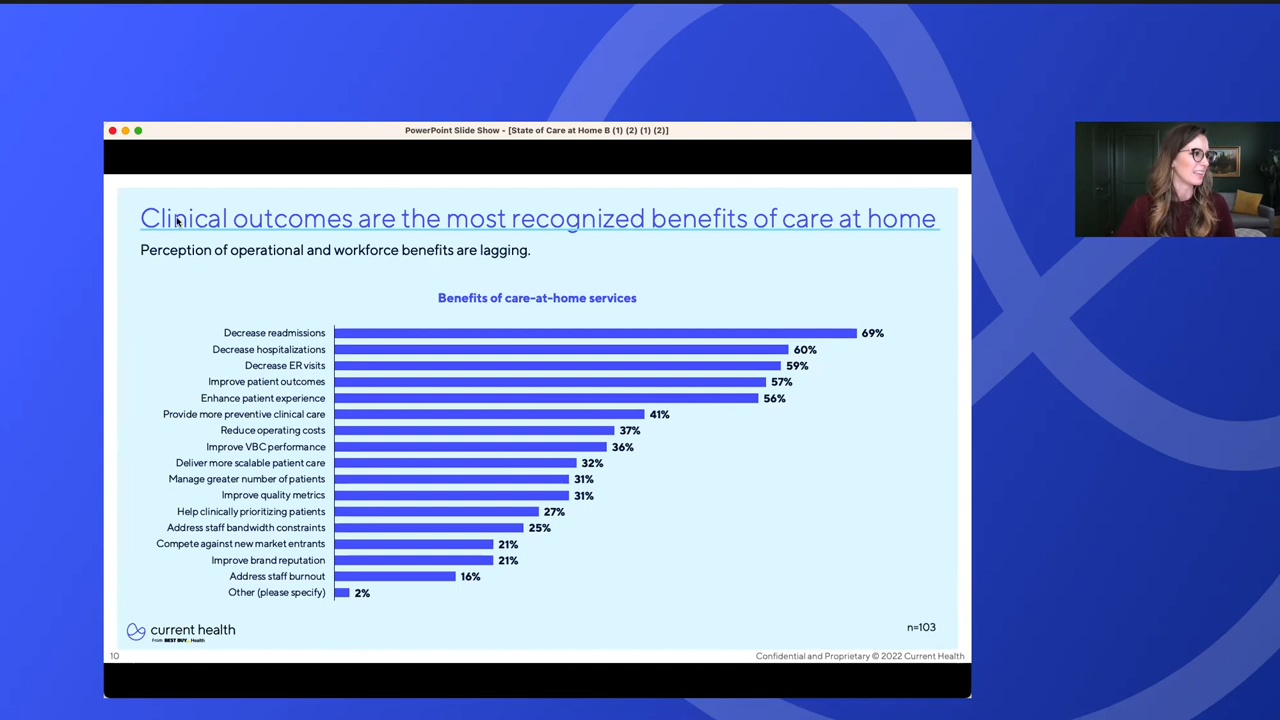 PowerPoint Slide Show - [State of Care at Home B (1) (2) (1) (2)]
Clinical outcomes are the most recognized benefits of care at home
Perception of operational and workforce benefits are lagging.
Benefits of care-at-home services
Decrease readmissions 69%
Decrease hospitalizations 60%
Decrease ER visits 59%
Improve patient outcomes 57%
Enhance patient experience 56%
Provide more preventive clinical care 41%
Reduce operating costs 37%
Improve VBC performance 36%
Deliver more scalable patient care 32%
Manage greater number of patients 31%
Improve quality metrics 31%
Help clinically prioritizing patients 27%
Address staff bandwidth constraints 25%
Compete against new market entrants 21%
Improve brand reputation 21%
Address staff burnout 16%
Other (please specify) 2%
current health
From BEST BUY Health
n=103
10
Confidential and Proprietary © 2022 Current Health